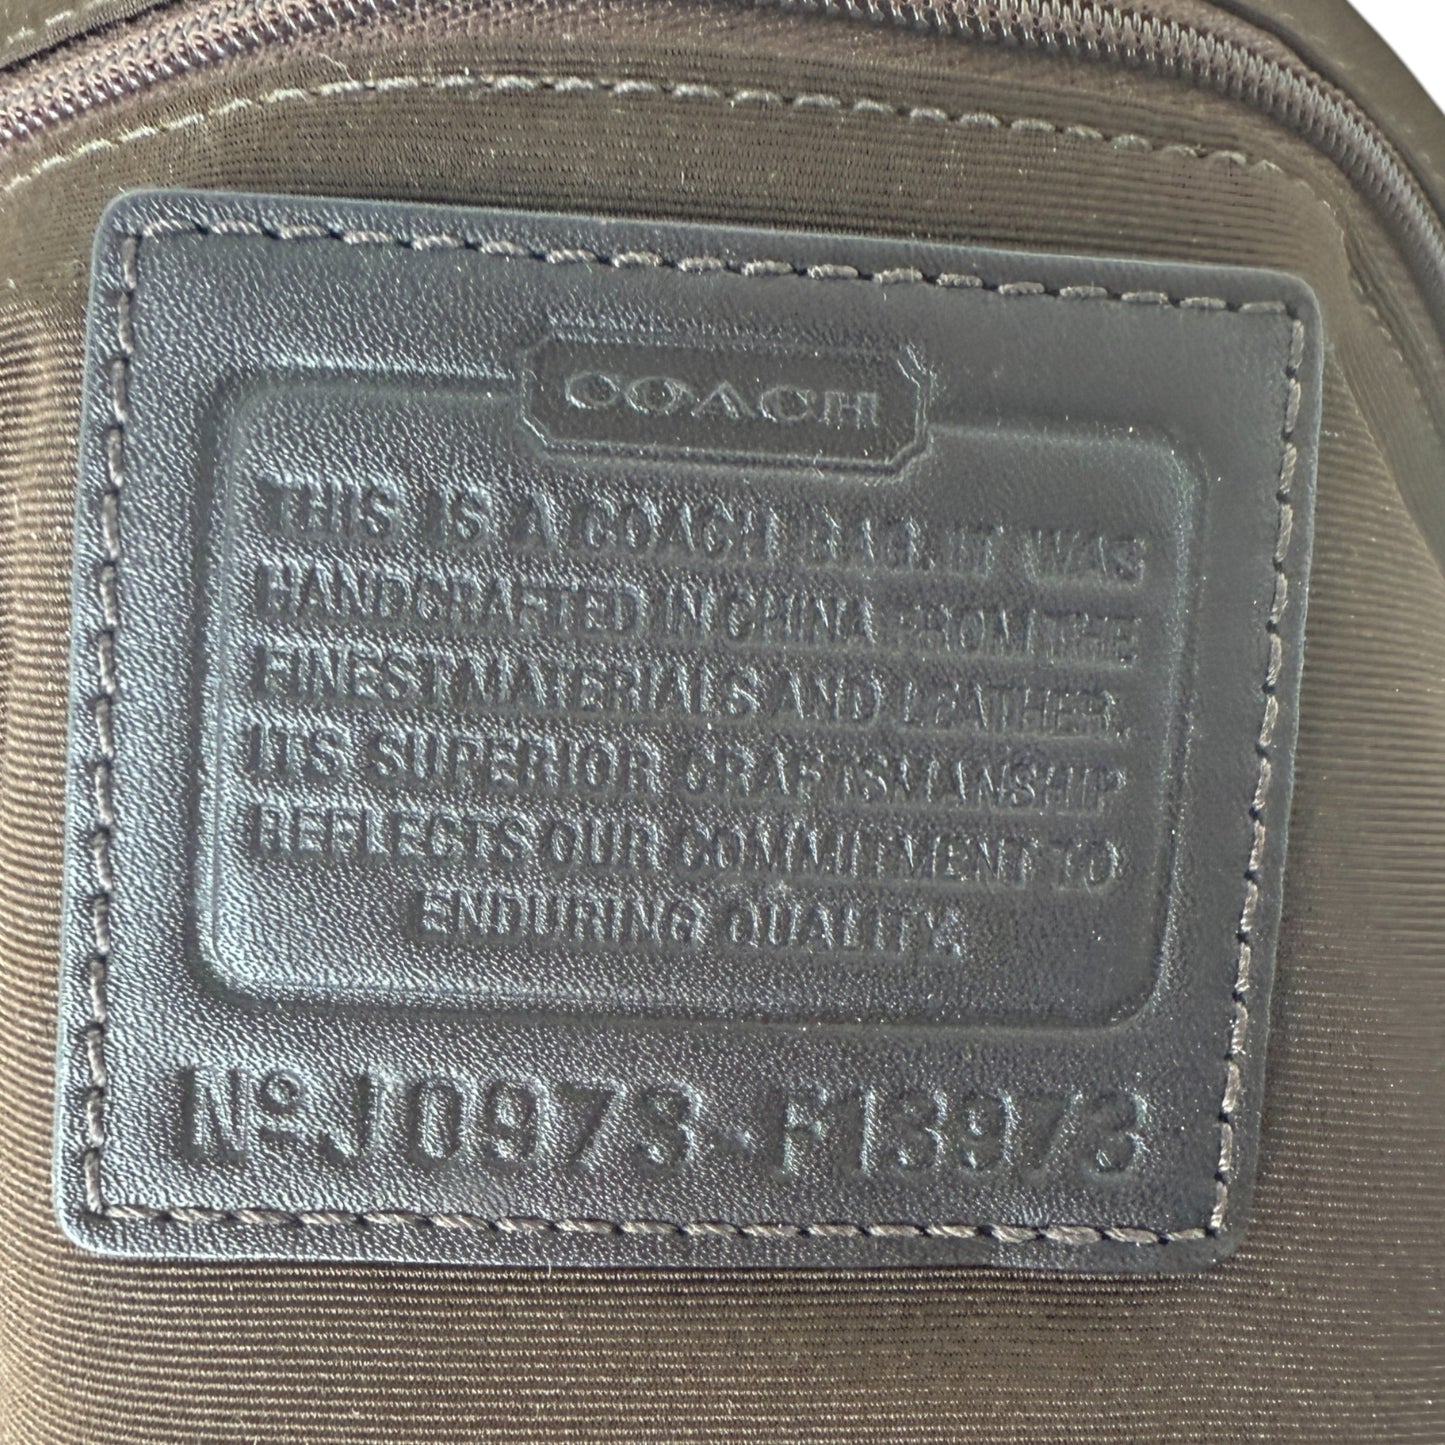 COACH
THIS IS A COACH BAG. IT WAS
HANDCRAFTED IN CHINA FROM THE
FINEST MATERIALS AND LEATHER.
ITS SUPERIOR CRAFTSMANSHIP
REFLECTS OUR COMMITMENT TO
ENDURING QUALITY.
Nº J0973-F13973